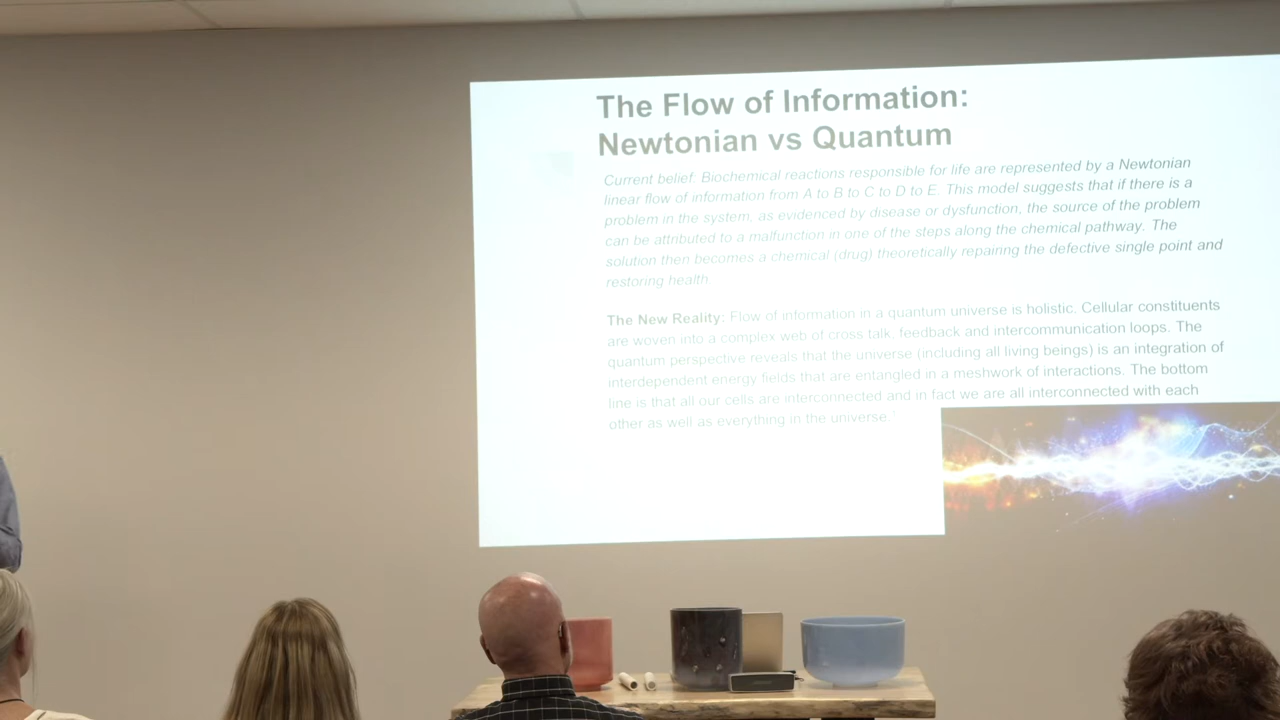 The Flow of Information:
Newtonian vs Quantum
Current belief: Biochemical reactions responsible for life are represented by a Newtonian
linear flow of information from A to B to C to D to E. This model suggests that if there is a
problem in the system, as evidenced by disease or dysfunction, the source of the problem
can be attributed to a malfunction in one of the steps along the chemical pathway. The
solution then becomes a chemical (drug) theoretically repairing the defective single point and
restoring health.
The New Reality: Flow of information in a quantum universe is holistic. Cellular constituents
are woven into a complex web of cross talk, feedback and intercommunication loops. The
quantum perspective reveals that the universe (including all living beings) is an integration of
interdependent energy fields that are entangled in a meshwork of interactions. The bottom
line is that all our cells are interconnected and in fact we are all interconnected with each
other as well as everything in the universe.